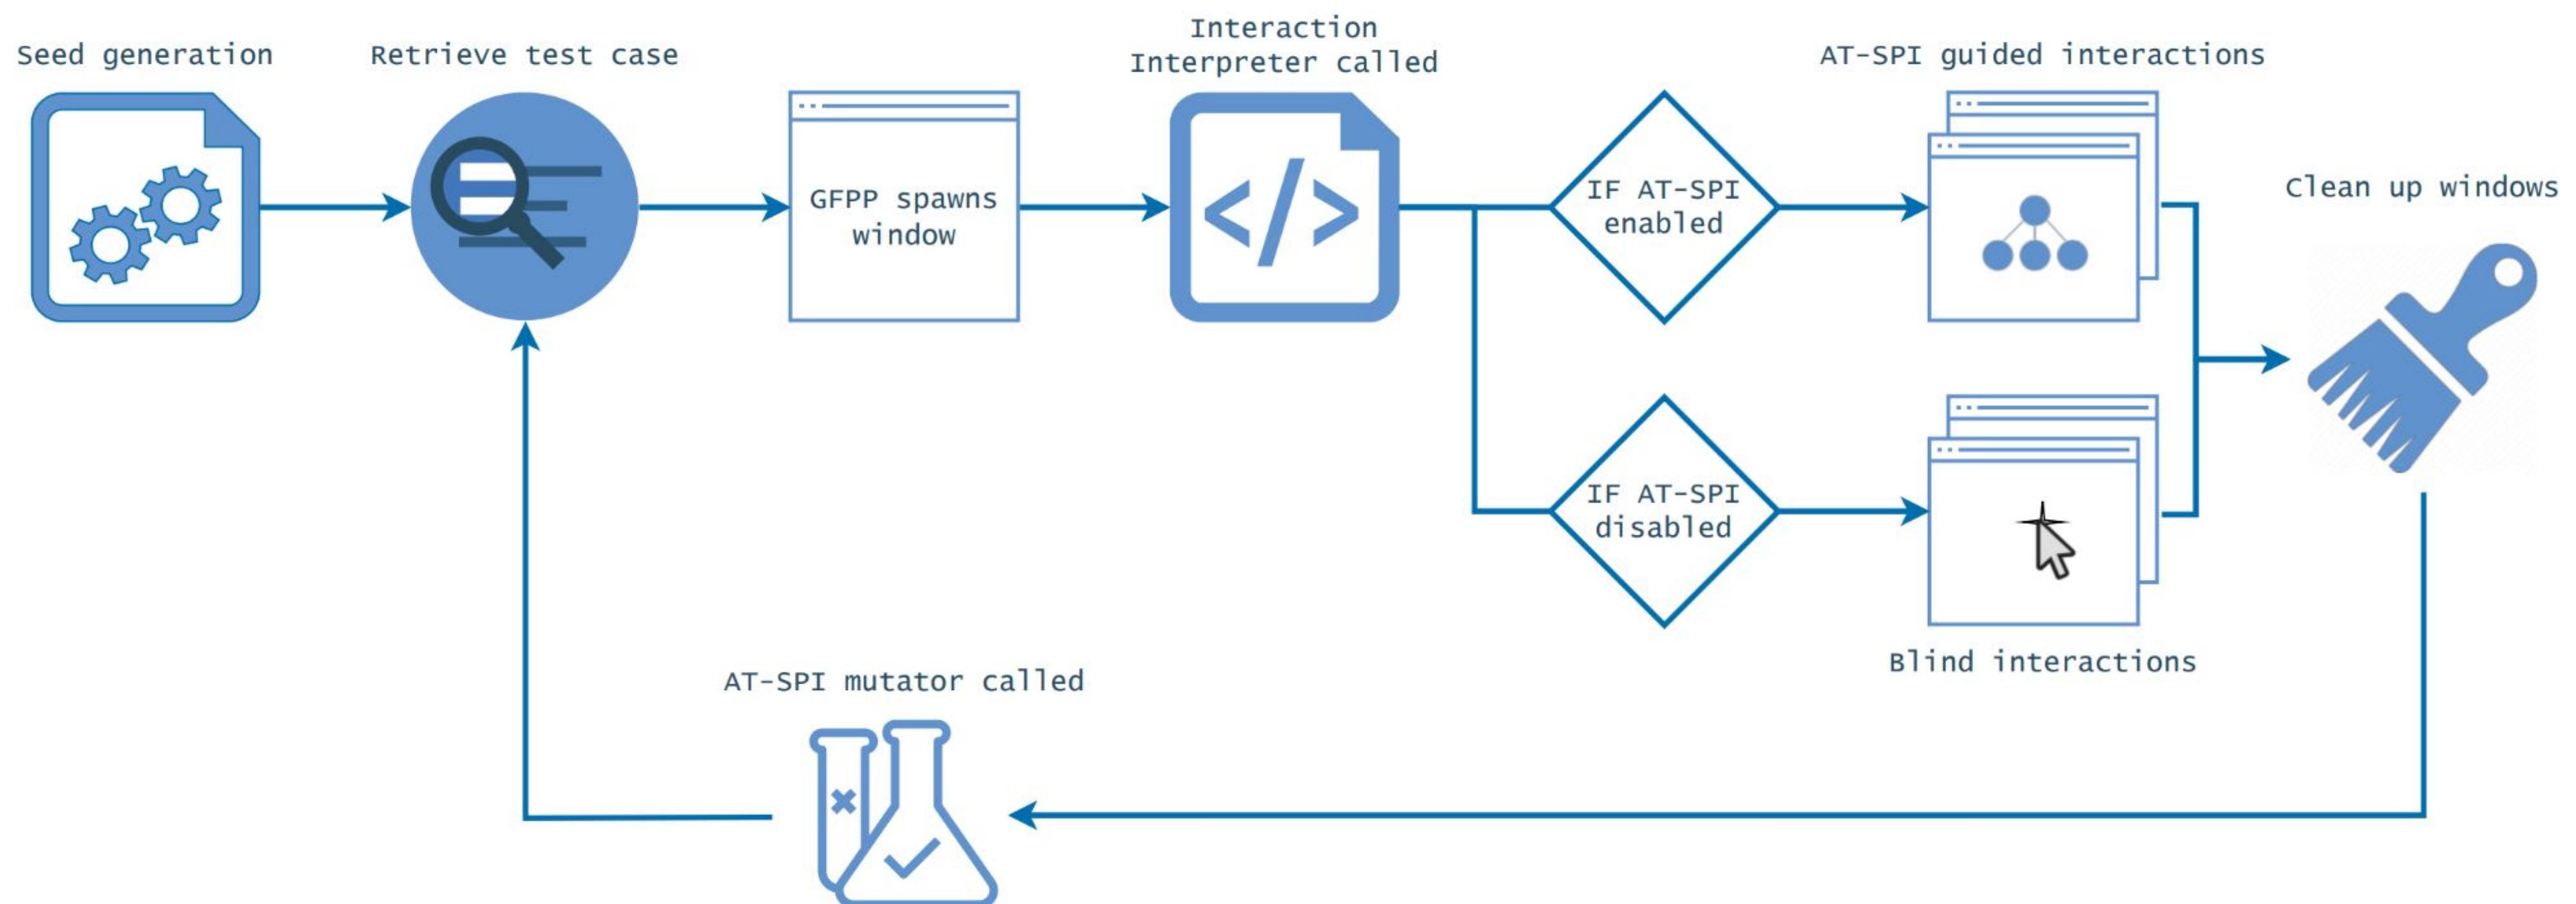 Seed generation
Retrieve test case
GFPP spawns
window
Interaction
Interpreter called
IF AT-SPI
enabled
AT-SPI guided interactions
Clean up windows
IF AT-SPI
disabled
Blind interactions
AT-SPI mutator called